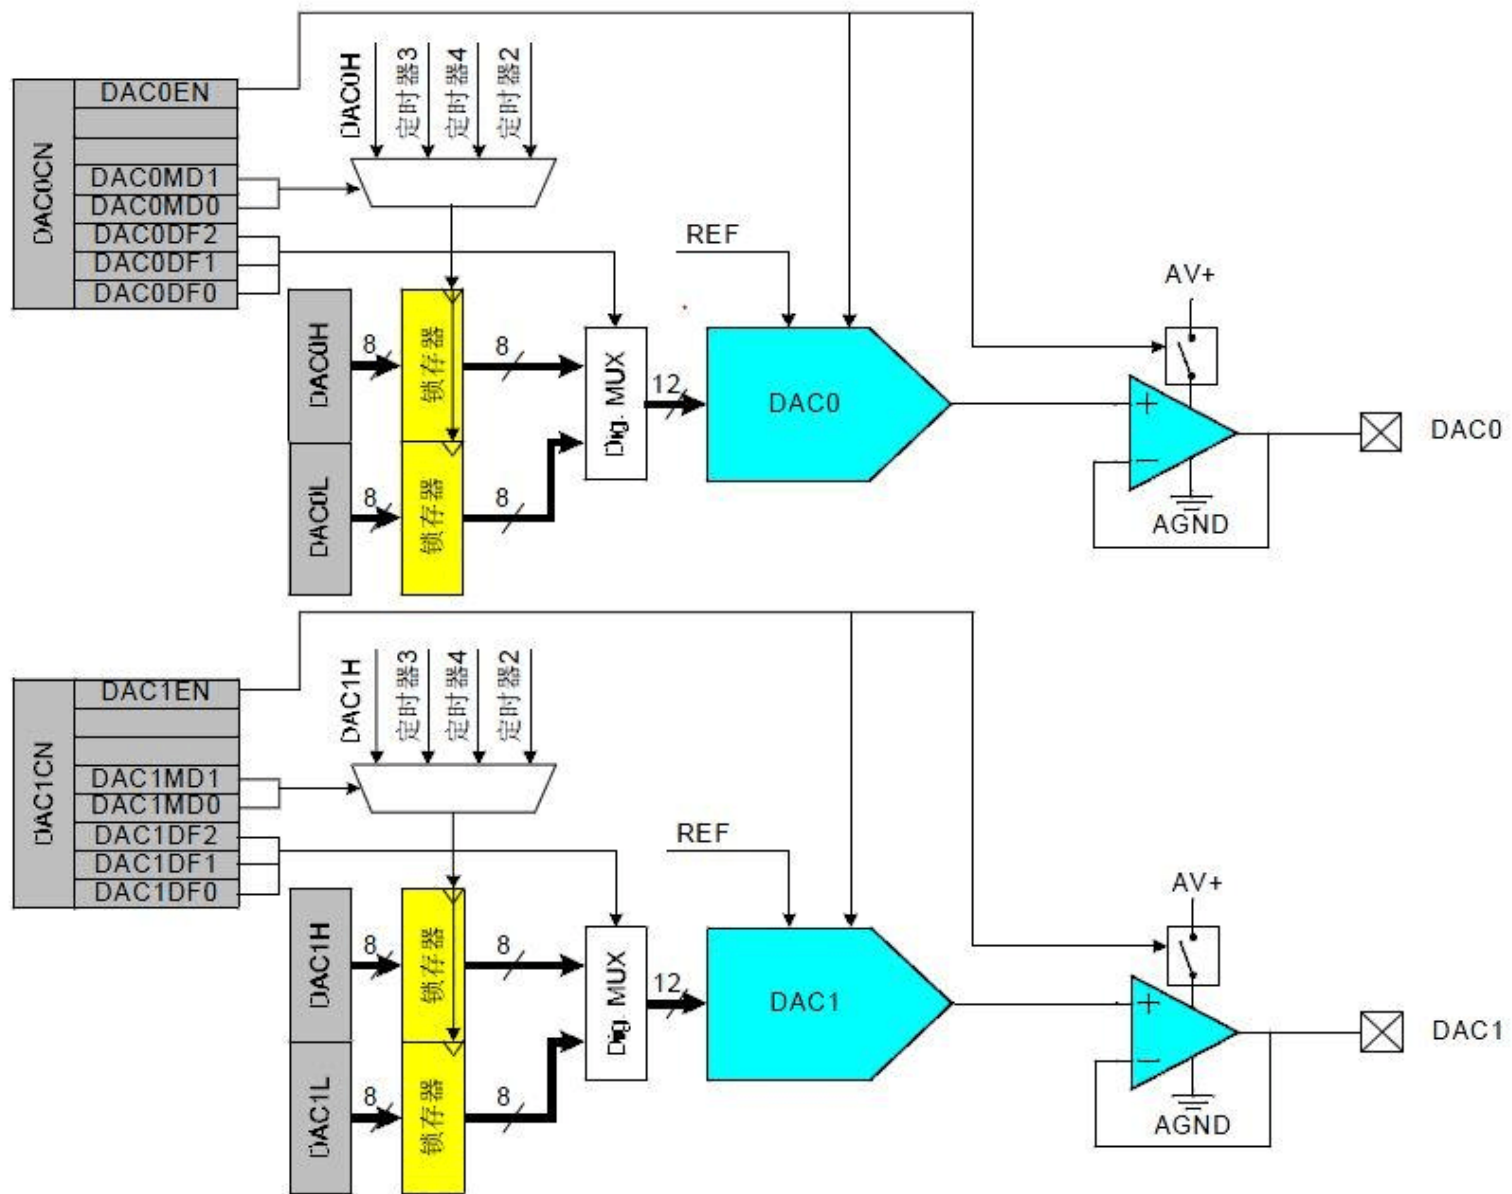 DAC0CN
DAC0EN
DAC0MD1
DAC0MD0
DAC0DF2
DAC0DF1
DAC0DF0
DAC0H
定时器3
定时器4
定时器2
REF
AV+
DAC0H
8
锁存器
8
Dig. MUX
12
DAC0
+
−
DAC0
DAC0L
8
锁存器
8
AGND
DAC1CN
DAC1EN
DAC1MD1
DAC1MD0
DAC1DF2
DAC1DF1
DAC1DF0
DAC1H
定时器3
定时器4
定时器2
REF
AV+
DAC1H
8
锁存器
8
Dig. MUX
12
DAC1
+
−
DAC1
DAC1L
8
锁存器
8
AGND